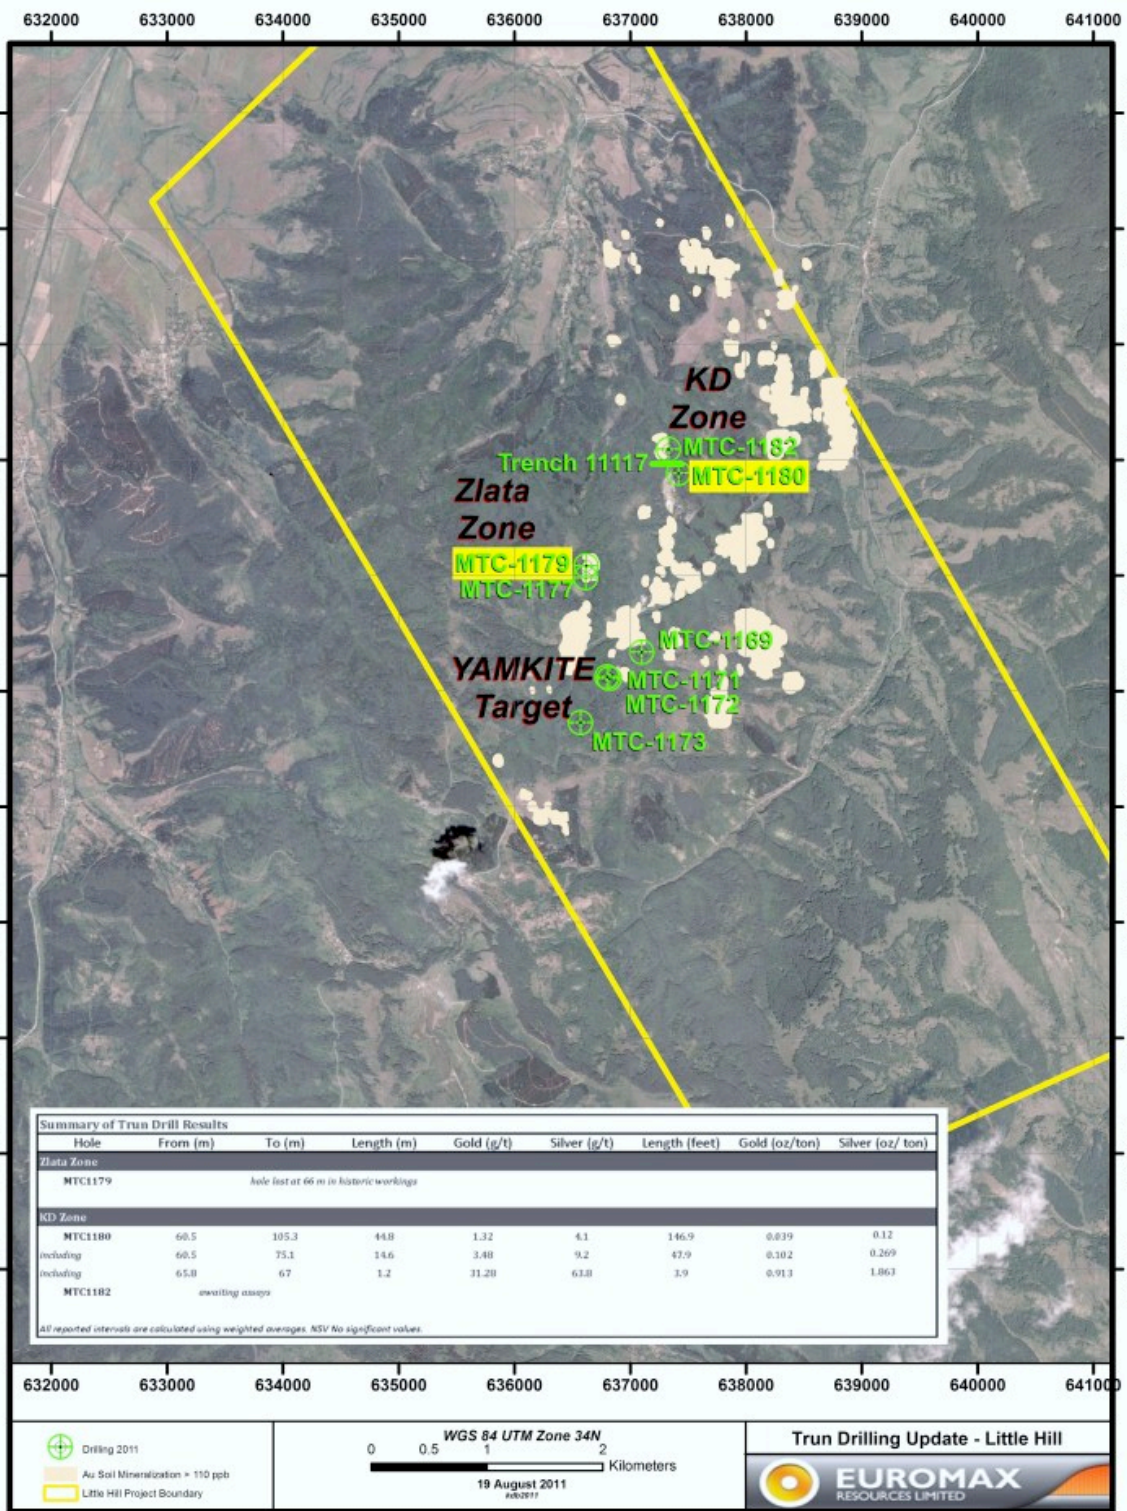 632000 633000 634000 635000 636000 637000 638000 639000 640000 641000
KD
Zone
MTC-1182
Trench 11117
MTC-1180
Zlata
Zone
MTC-1179
MTC-1177
MTC-1169
YAMKITE
Target
MTC-1171
MTC-1172
MTC-1173
Summary of Trun Drill Results
Hole From (m) To (m) Length (m) Gold (g/t) Silver (g/t) Length (feet) Gold (oz/ton) Silver (oz/ ton)
Zlata Zone
MTC1179 hole lost at 66 m in historic workings
KD Zone
MTC1180 60.5 105.3 44.8 1.32 4.1 146.9 0.039 0.12
including 60.5 75.1 14.6 3.48 9.2 47.9 0.102 0.269
including 65.8 67 1.2 31.28 63.8 3.9 0.913 1.863
MTC1182 awaiting assays
All reported intervals are calculated using weighted averages. NSV No significant values.
632000 633000 634000 635000 636000 637000 638000 639000 640000 641000
Drilling 2011
Au Soil Mineralization > 110 ppb
Little Hill Project Boundary
WGS 84 UTM Zone 34N
0 0.5 1 2
Kilometers
19 August 2011
Trun Drilling Update - Little Hill
EUROMAX
RESOURCES LIMITED